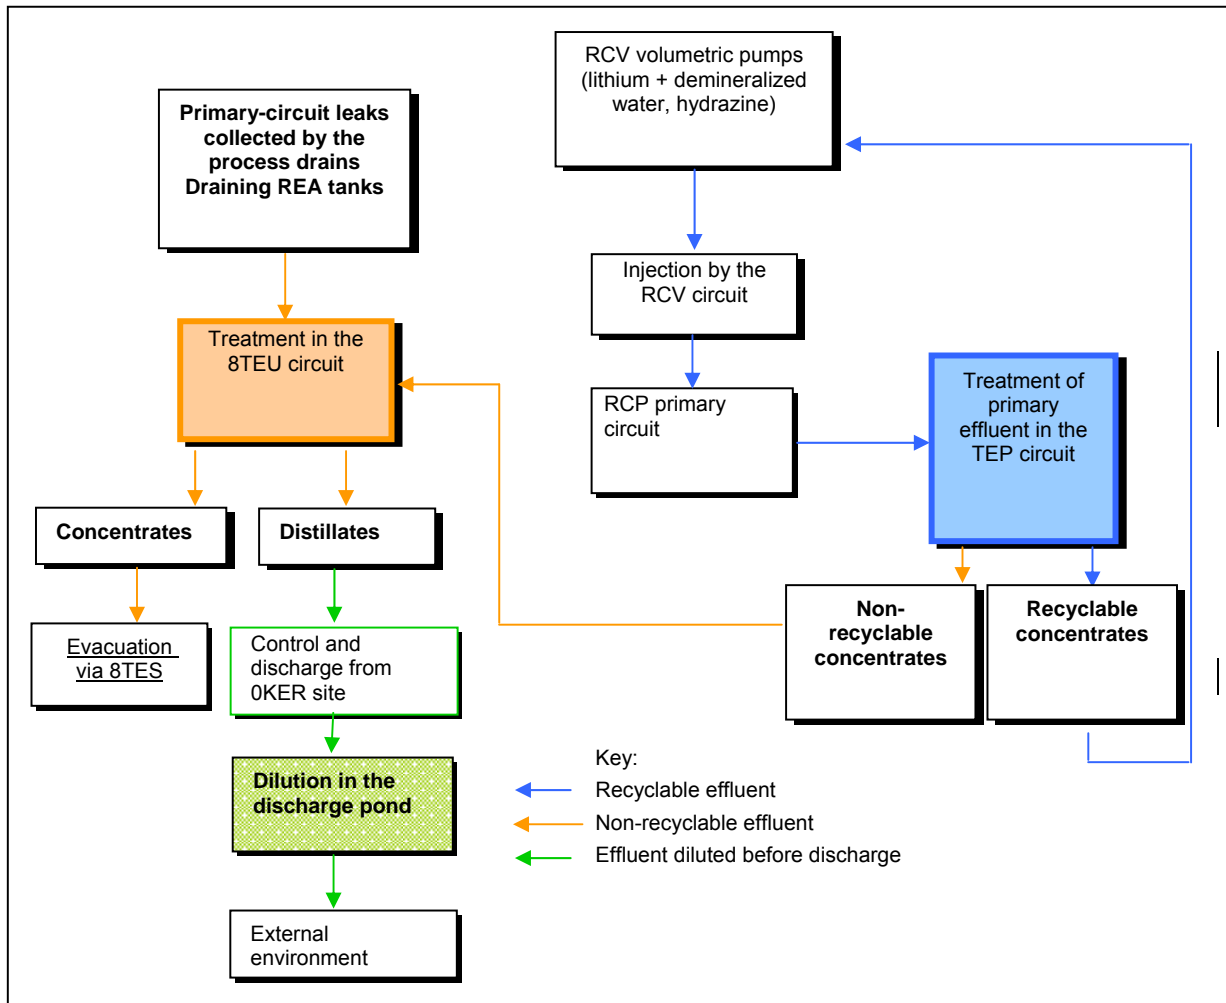 Primary-circuit leaks
collected by the
process drains
Draining REA tanks
RCV volumetric pumps
(lithium + demineralized
water, hydrazine)
Injection by the
RCV circuit
Treatment in the
8TEU circuit
RCP primary
circuit
Treatment of
primary
effluent in the
TEP circuit
Concentrates
Distillates
Non-
recyclable
concentrates
Recyclable
concentrates
Evacuation
via 8TES
Control and
discharge from
0KER site
Dilution in the
discharge pond
External
environment
Key:
Recyclable effluent
Non-recyclable effluent
Effluent diluted before discharge